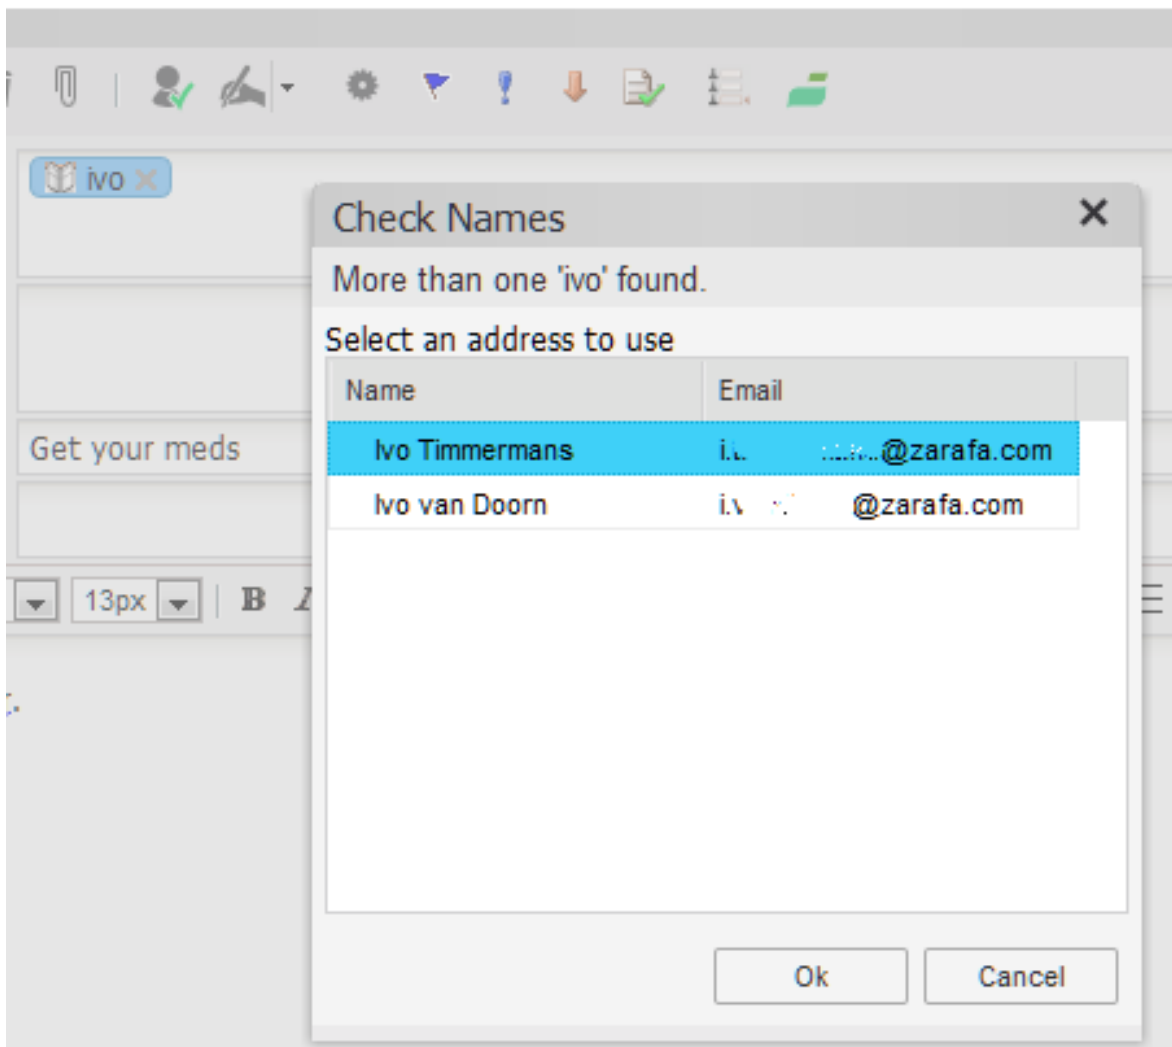 ivo
Check Names
More than one 'ivo' found.
Select an address to use
Name Email
Ivo Timmermans @zarafa.com
Ivo van Doorn @zarafa.com
Get your meds
13px B I
Ok Cancel